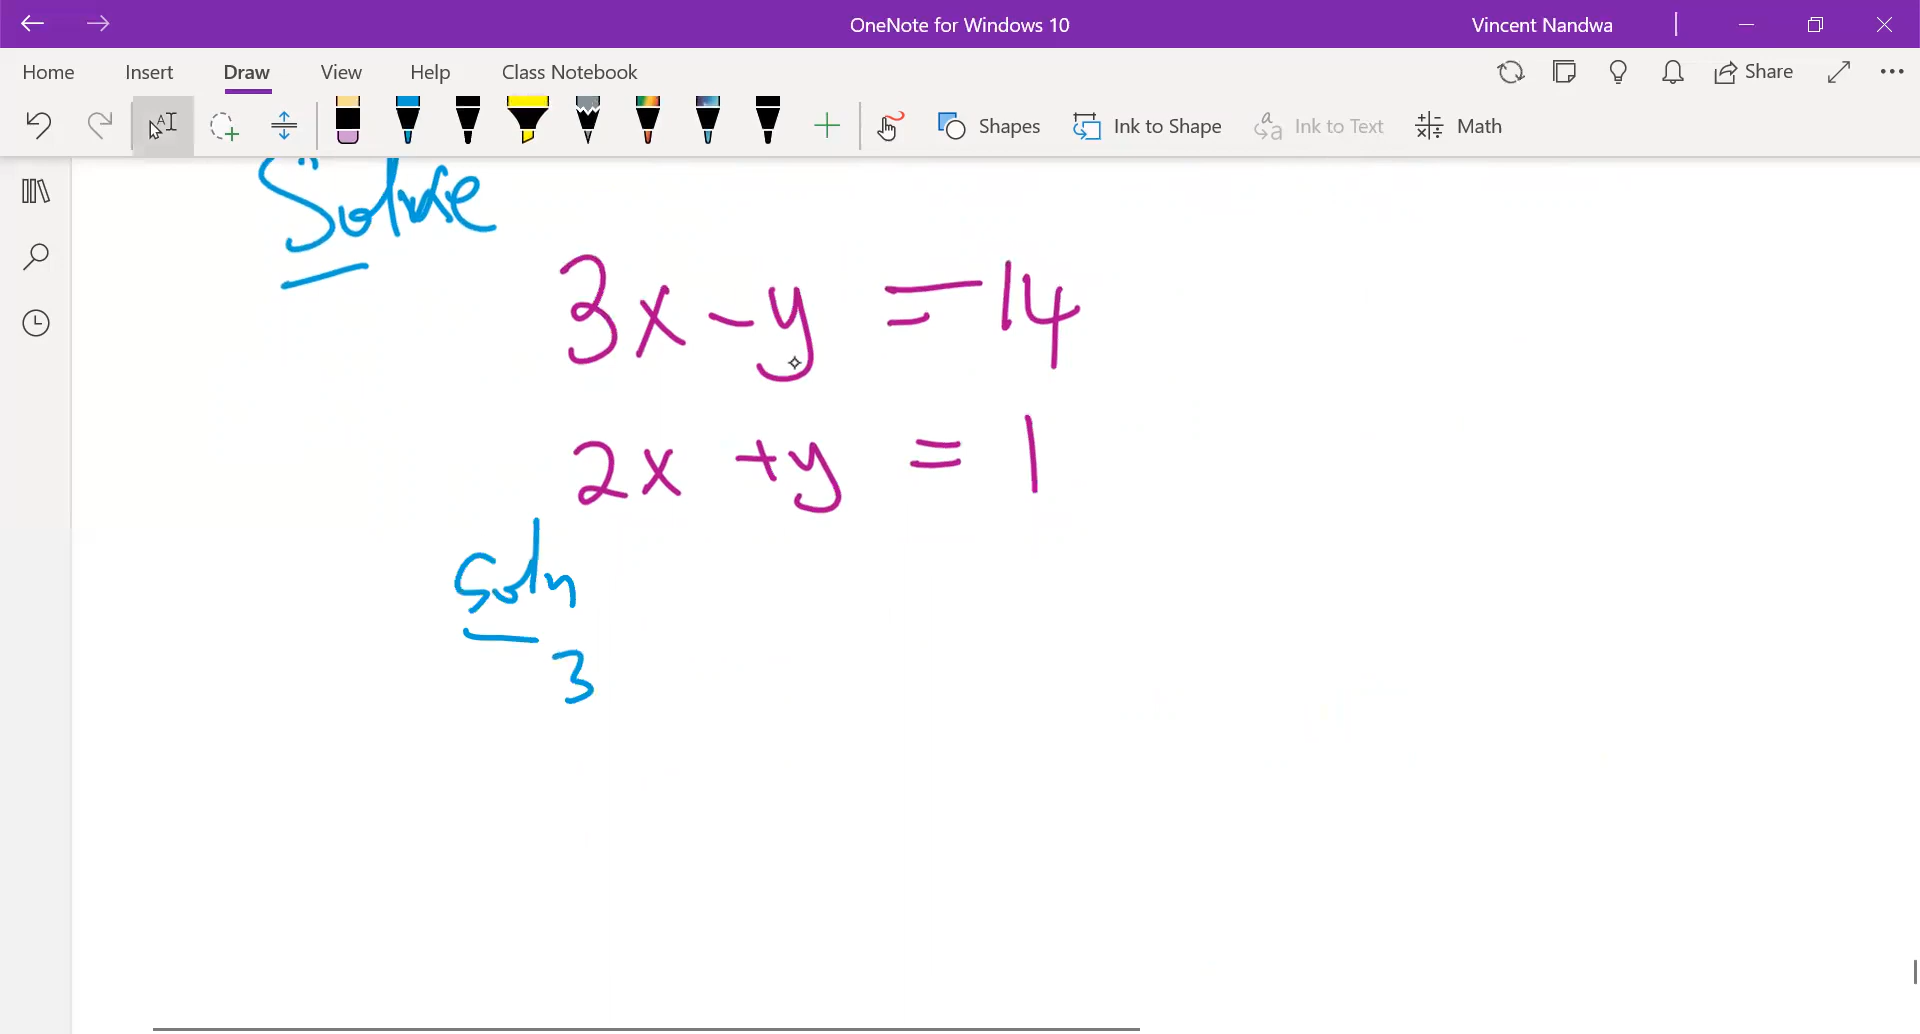 OneNote for Windows 10
Vincent Nandwa
Home Insert Draw View Help Class Notebook
Share
Shapes Ink to Shape Ink to Text Math
Solve
3x - y = 14
2x + y = 1
Soln
3